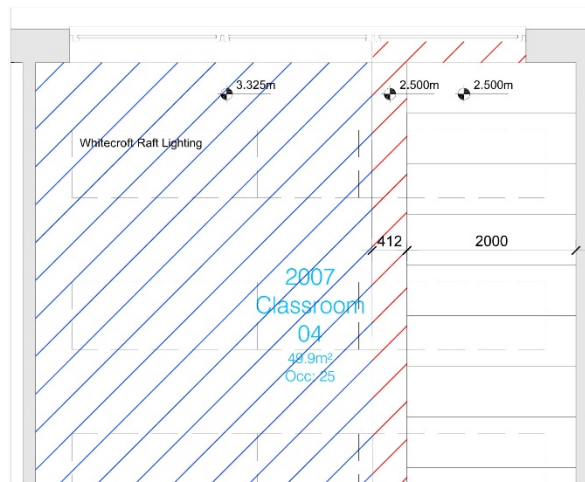 3.325m
2.500m
2.500m
Whitecroft Raft Lighting
412
2000
2007
Classroom
04
49.9m²
Occ: 25